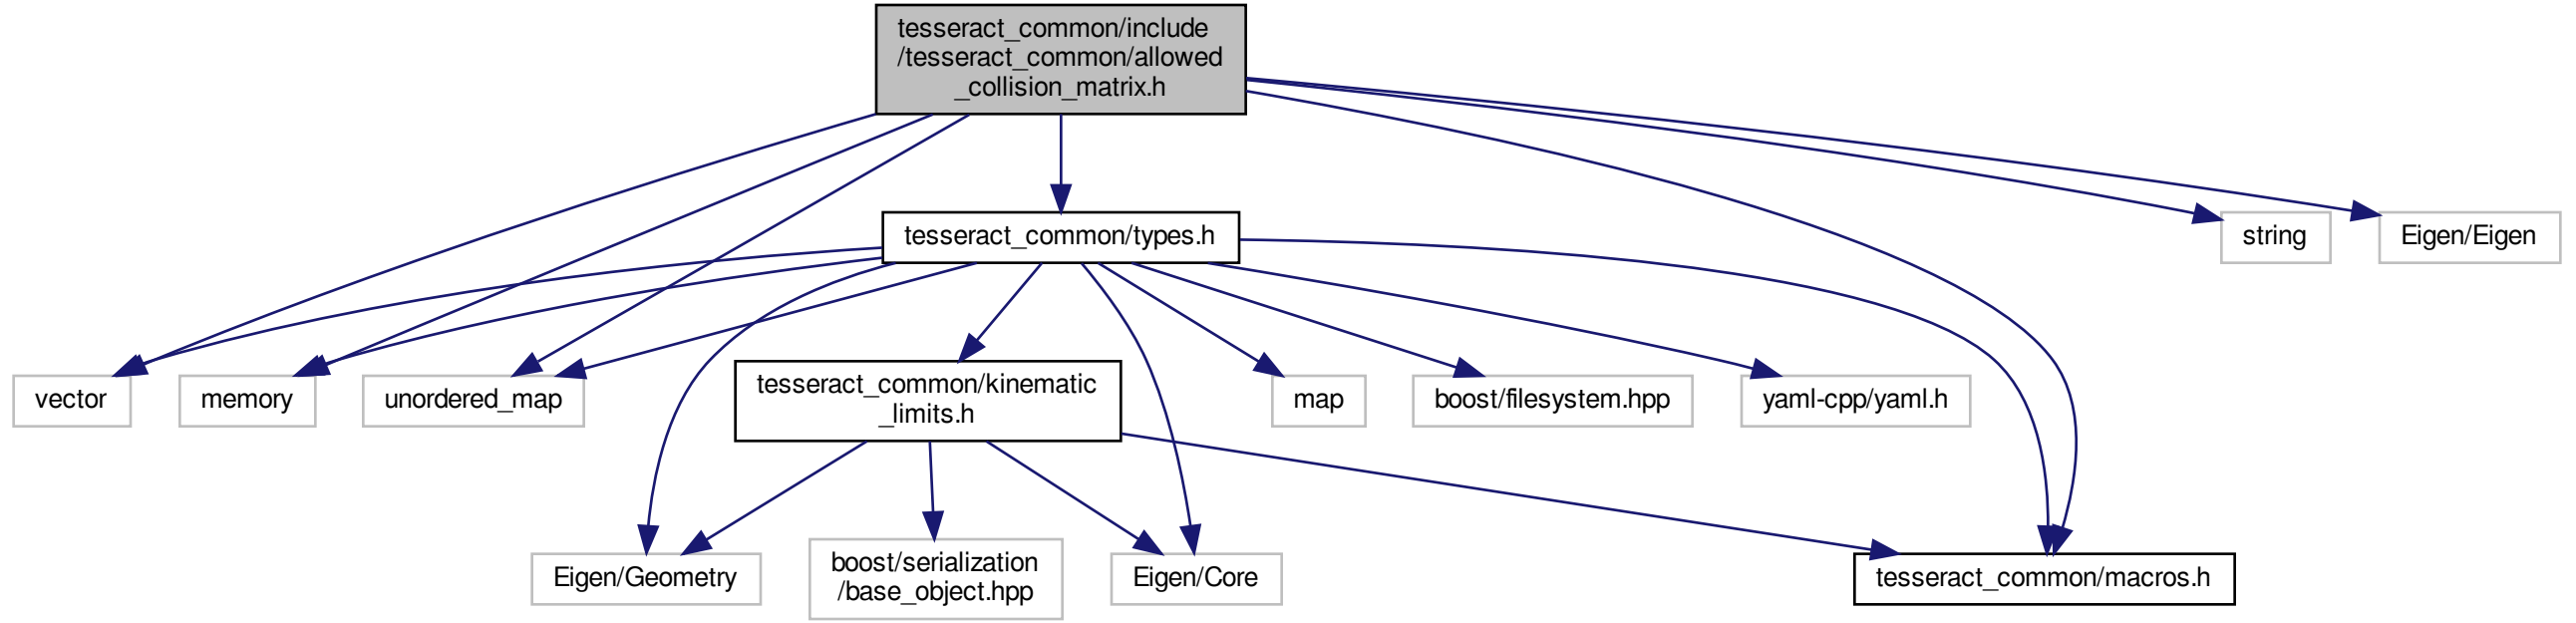 tesseract_common/include
/tesseract_common/allowed
_collision_matrix.h
tesseract_common/types.h
string
Eigen/Eigen
vector
memory
unordered_map
tesseract_common/kinematic
_limits.h
map
boost/filesystem.hpp
yaml-cpp/yaml.h
Eigen/Geometry
boost/serialization
/base_object.hpp
Eigen/Core
tesseract_common/macros.h